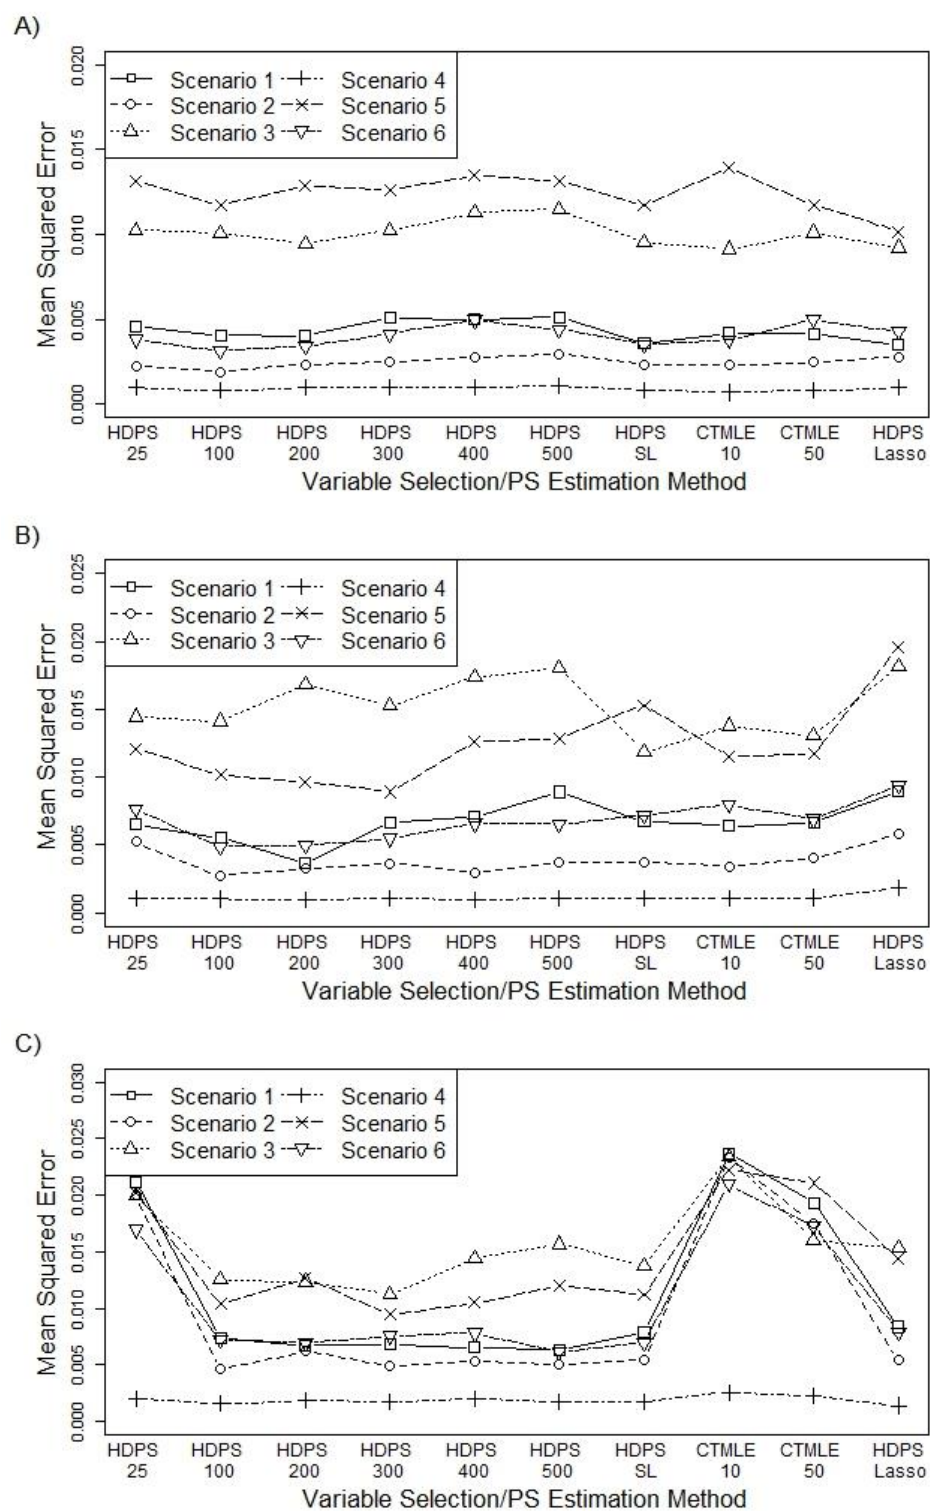 A)
Mean Squared Error
0.020
0.015
0.010
0.005
0.000
Scenario 1 Scenario 4
Scenario 2 Scenario 5
Scenario 3 Scenario 6
HDPS HDPS HDPS HDPS HDPS HDPS HDPS CTMLE CTMLE HDPS
25 100 200 300 400 500 SL 10 50 Lasso
Variable Selection/PS Estimation Method
B)
Mean Squared Error
0.025
0.020
0.015
0.010
0.005
0.000
Scenario 1 Scenario 4
Scenario 2 Scenario 5
Scenario 3 Scenario 6
HDPS HDPS HDPS HDPS HDPS HDPS HDPS CTMLE CTMLE HDPS
25 100 200 300 400 500 SL 10 50 Lasso
Variable Selection/PS Estimation Method
C)
Mean Squared Error
0.030
0.025
0.020
0.015
0.010
0.005
0.000
Scenario 1 Scenario 4
Scenario 2 Scenario 5
Scenario 3 Scenario 6
HDPS HDPS HDPS HDPS HDPS HDPS HDPS CTMLE CTMLE HDPS
25 100 200 300 400 500 SL 10 50 Lasso
Variable Selection/PS Estimation Method